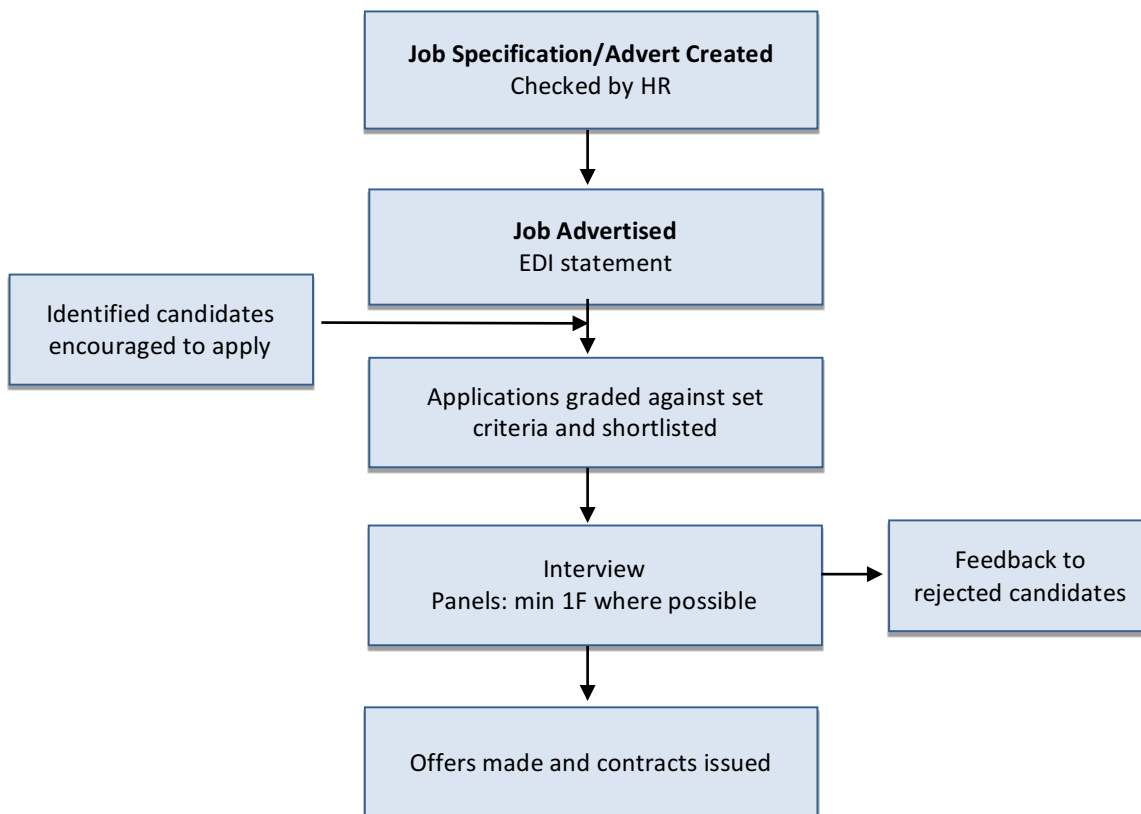 Job Specification/Advert Created
Checked by HR
Job Advertised
EDI statement
Identified candidates
encouraged to apply
Applications graded against set
criteria and shortlisted
Interview
Panels: min 1F where possible
Feedback to
rejected candidates
Offers made and contracts issued